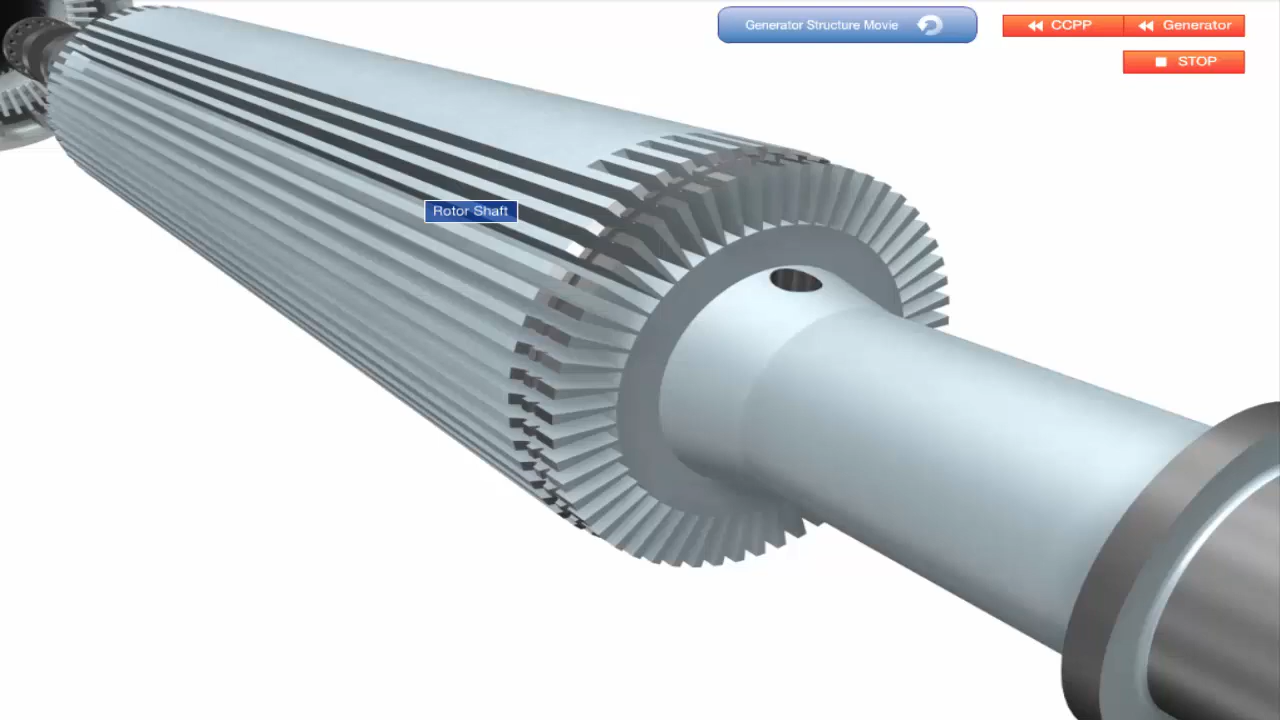 Generator Structure Movie
CCPP
Generator
STOP
Rotor Shaft